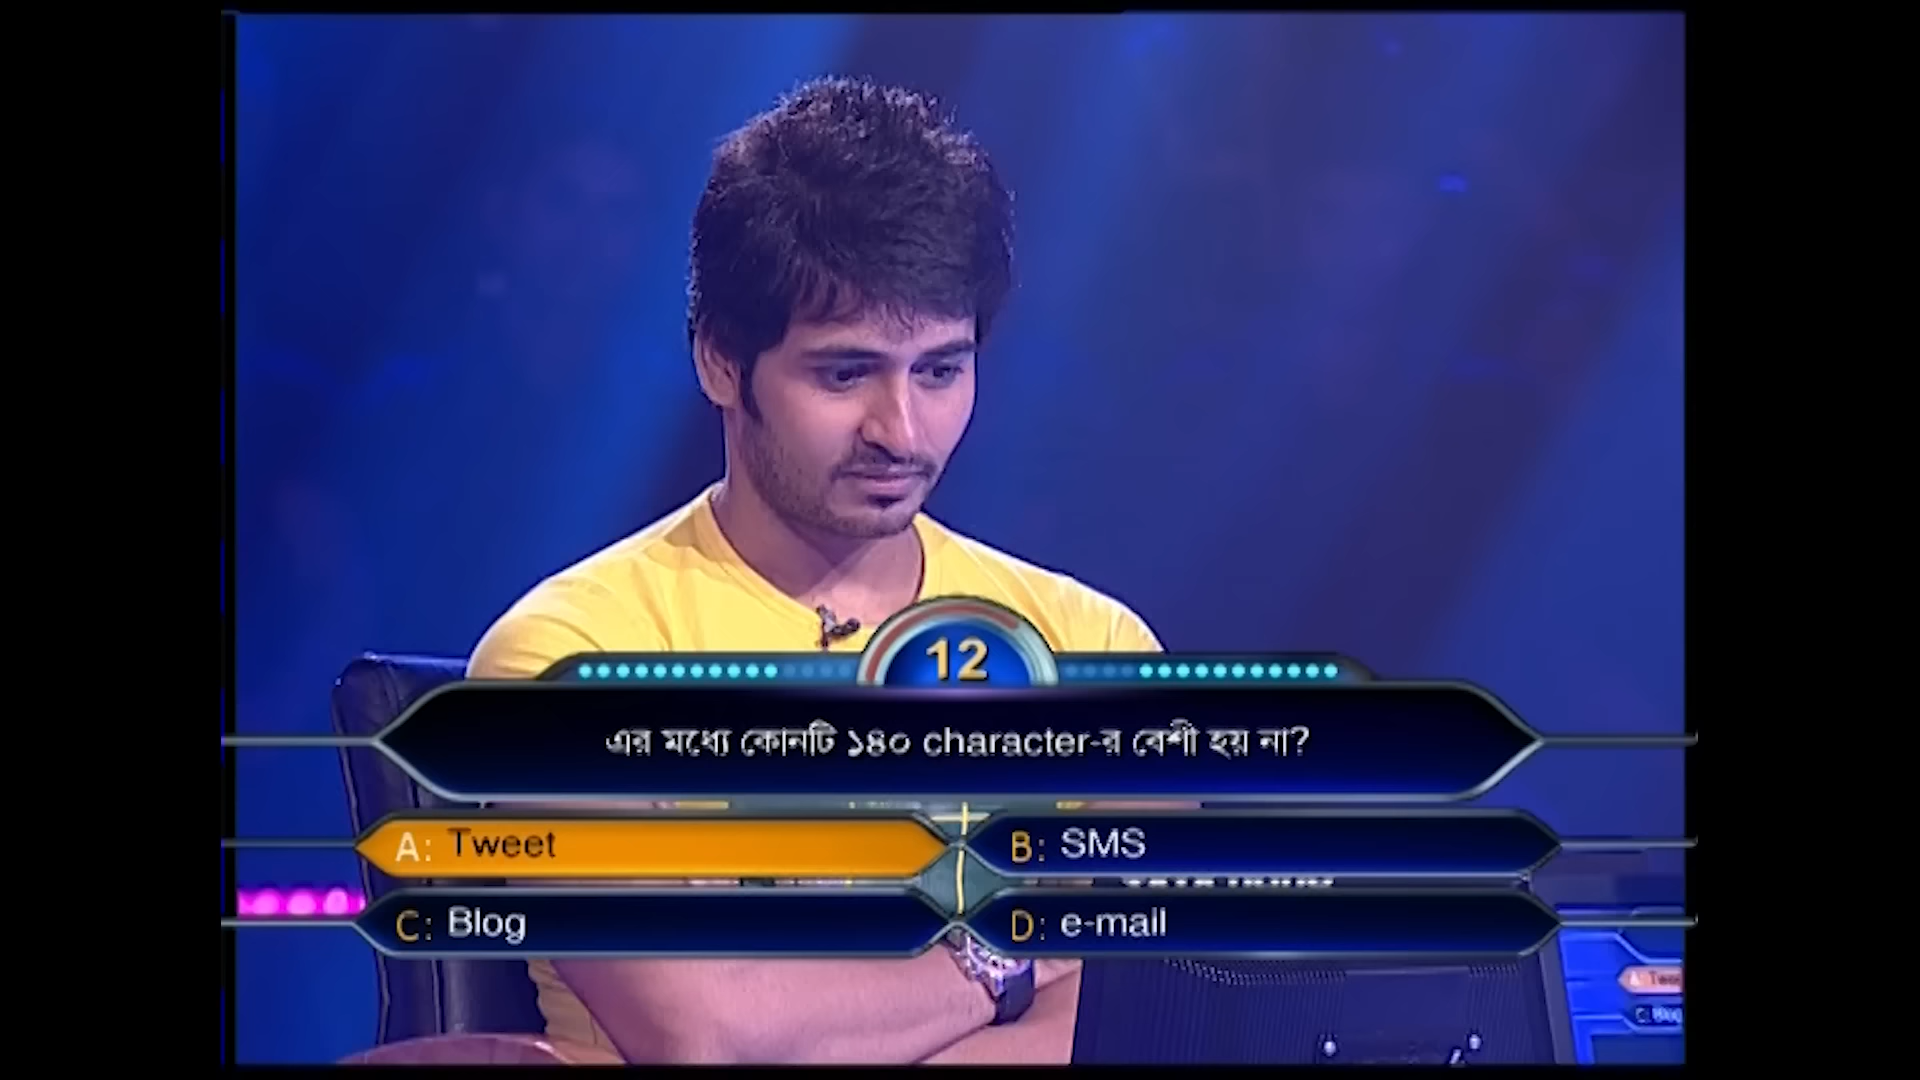 12
এর মধ্যে কোনটি ১৪০ character-র বেশী হয় না?
A: Tweet
B: SMS
C: Blog
D: e-mail